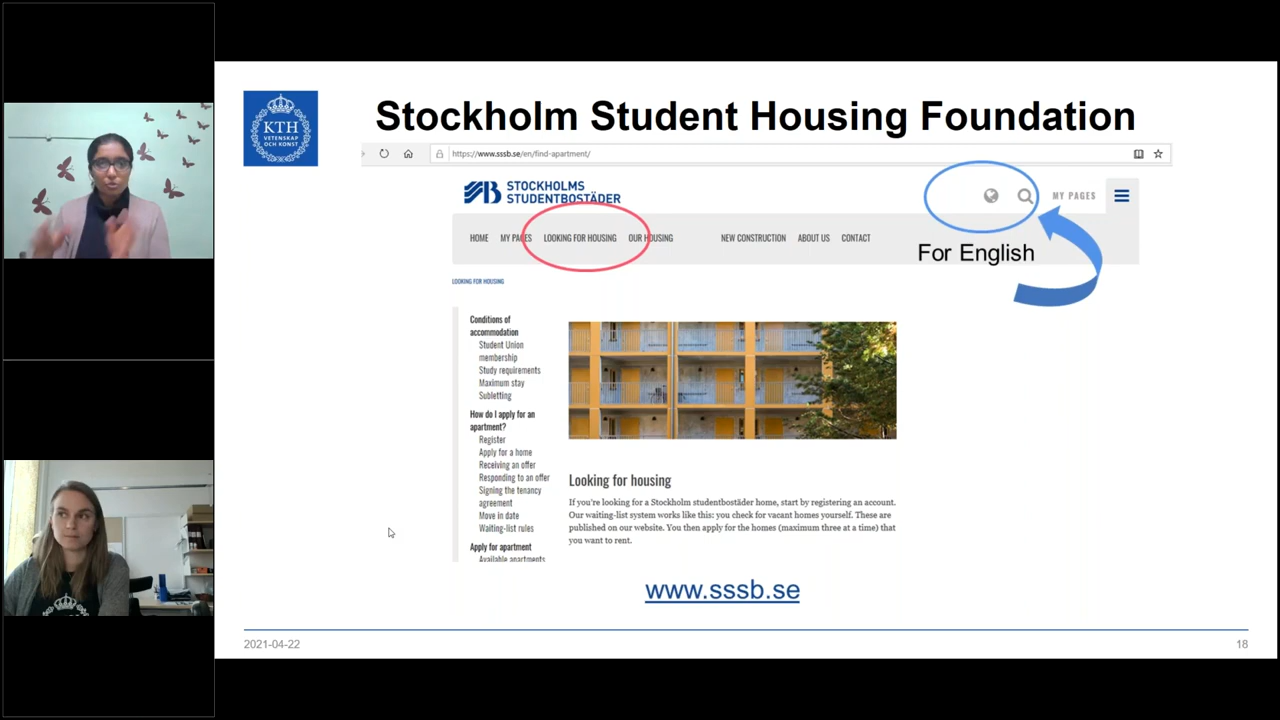 KTH
VETENSKAP
OCH KONST
Stockholm Student Housing Foundation
https://www.sssb.se/en/find-apartment/
STOCKHOLMS
STUDENTBOSTÄDER
MY PAGES
HOME MY PAGES LOOKING FOR HOUSING OUR HOUSING NEW CONSTRUCTION ABOUT US CONTACT
For English
LOOKING FOR HOUSING
Conditions of
accommodation
Student Union
membership
Study requirements
Maximum stay
Subletting
How do I apply for an
apartment?
Register
Apply for a home
Receiving an offer
Responding to an offer
Signing the tenancy
agreement
Move in date
Waiting-list rules
Apply for apartment
Available apartments
Looking for housing
If you're looking for a Stockholm studentbostäder home, start by registering an account.
Our waiting-list system works like this: you check for vacant homes yourself. These are
published on our website. You then apply for the homes (maximum three at a time) that
you want to rent.
www.sssb.se
2021-04-22
18